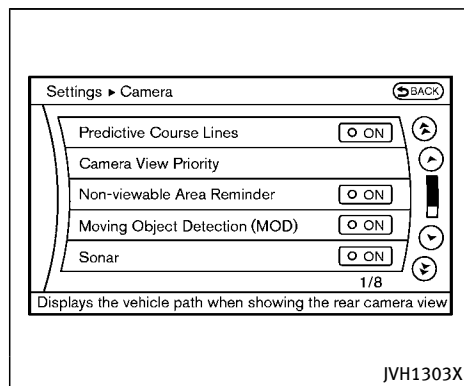 Settings ▸ Camera BACK
Predictive Course Lines ON
Camera View Priority
Non-viewable Area Reminder ON
Moving Object Detection (MOD) ON
Sonar ON
1/8
Displays the vehicle path when showing the rear camera view
JVH1303X